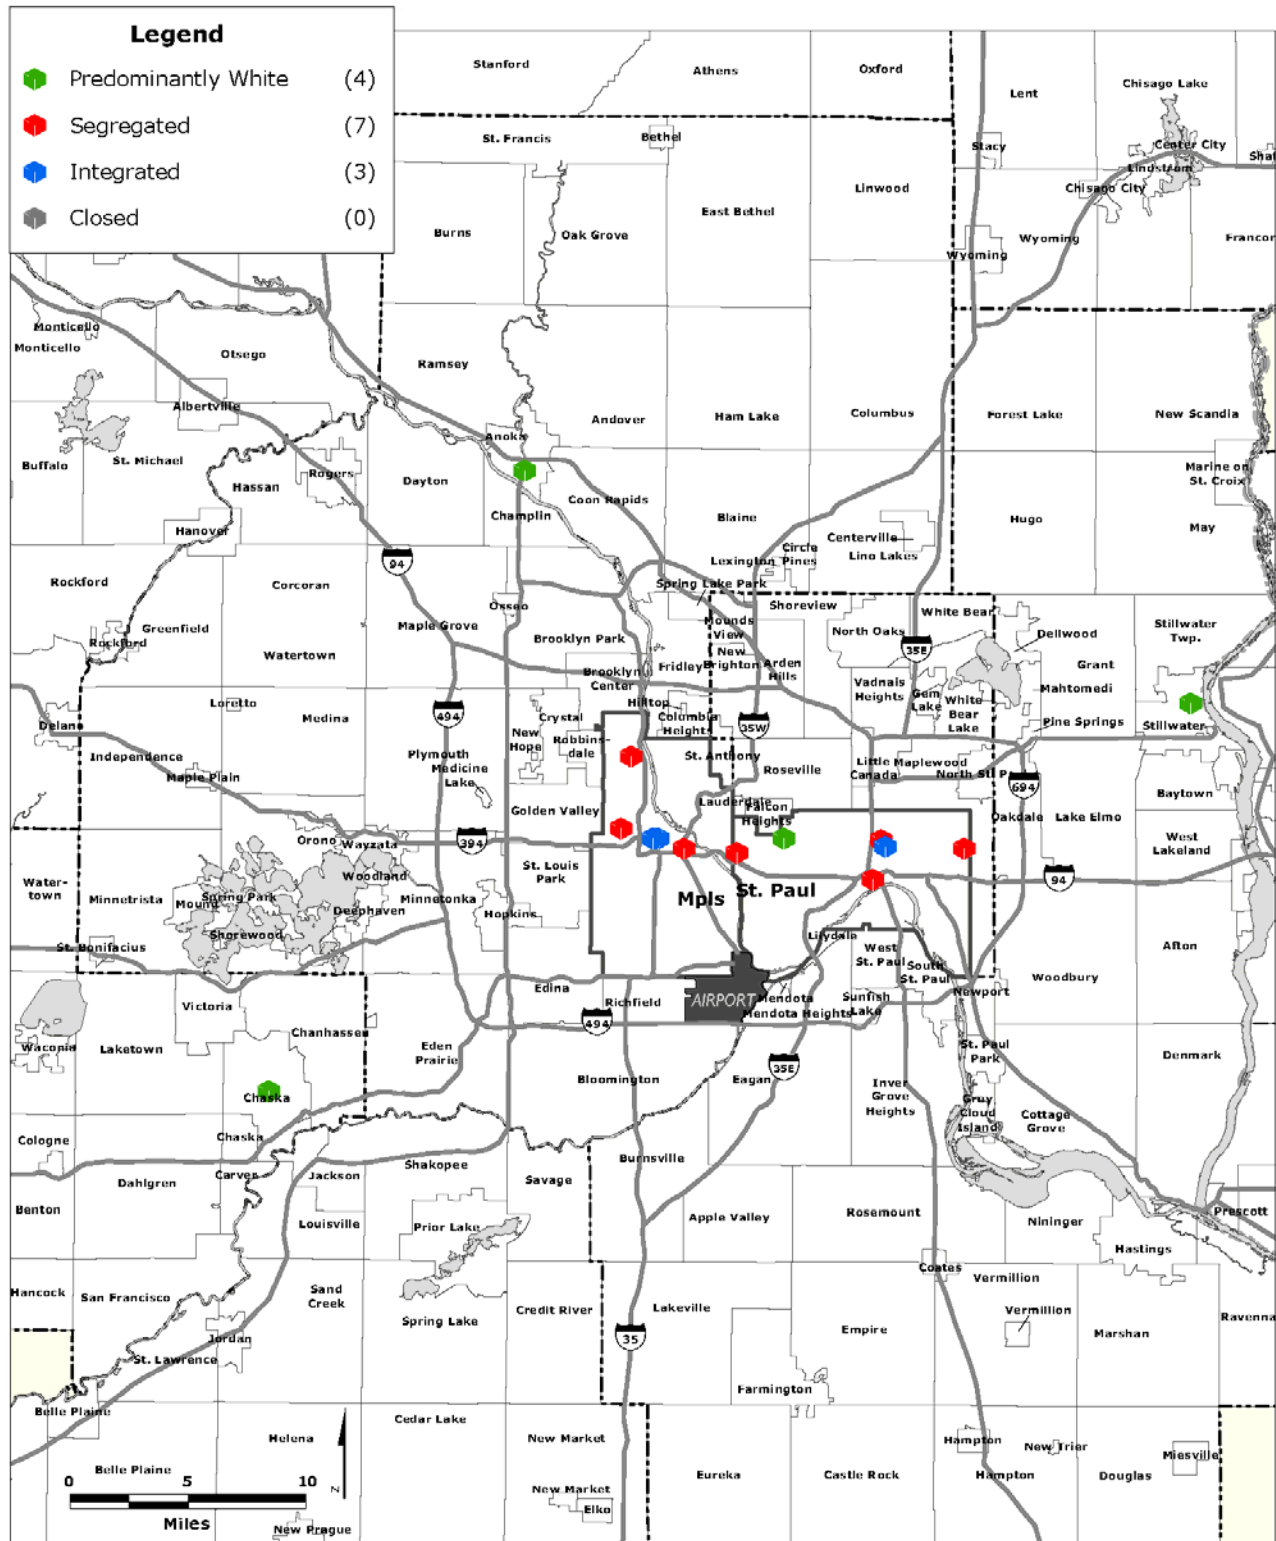 Legend
Predominantly White (4)
Segregated (7)
Integrated (3)
Closed (0)
Stanford
Athens
Oxford
Lent
Chisago Lake
St. Francis
Bethel
Stacy
Center City
Lindstrom
Chisago City
Linwood
East Bethel
Burns
Oak Grove
Wyoming
Wyoming
Monticello
Monticello
Otsego
Ramsey
Albertville
Andover
Ham Lake
Columbus
Forest Lake
New Scandia
Anoka
Buffalo
St. Michael
Rogers
Hassan
Dayton
Coon Rapids
Marine on
St. Croix
Champlin
Blaine
Hugo
May
Hanover
Centerville
Lino Lakes
Circle
Pines
Lexington
94
Rockford
Corcoran
Spring Lake Park
Osseo
Shoreview
White Bear
Greenfield
Maple Grove
Mounds
View
North Oaks
Dellwood
Stillwater
Twp.
Rockford
Watertown
Brooklyn Park
New
Brighton
35E
Brooklyn
Center
Fridley
Arden
Hills
Grant
Vadnais
Heights
Gem
Lake
Mahtomedi
Loretto
Medina
494
Hilltop
White
Bear
Lake
Delano
Crystal
Columbia
Heights
35W
Pine Springs
Stillwater
New
Hope
Robbins-
dale
Independence
Plymouth
St. Anthony
Medicine
Lake
Maple Plain
Roseville
Little
Canada
Maplewood
North St. P
694
Baytown
Golden Valley
Lauderdale
Falcon
Heights
Oakdale
Lake Elmo
Orono
Wayzata
394
West
Lakeland
St. Louis
Park
Woodland
Water-
town
Minnetrista
Mound
Spring Park
Minnetonka
Mpls
St. Paul
94
Deephaven
Hopkins
Shorewood
Lilydale
St. Bonifacius
West
St. Paul
Afton
South
St. Paul
Woodbury
Edina
Newport
Victoria
Richfield
AIRPORT
Mendota
Mendota Heights
Sunfish
Lake
Chanhassen
494
Waconia
Laketown
Eden
Prairie
St. Paul
Park
Denmark
Bloomington
Eagan
35E
Inver
Grove
Heights
Chaska
Grey
Cloud
Island
Cottage
Grove
Cologne
Chaska
Burnsville
Carver
Jackson
Shakopee
Dahlgren
Savage
Benton
Louisville
Prior Lake
Apple Valley
Rosemount
Nininger
Prescott
Hastings
Coates
Hancock
San Francisco
Sand
Creek
Vermillion
Credit River
Lakeville
Vermillion
Spring Lake
Empire
Marshan
Ravenna
35
Jordan
St. Lawrence
Farmington
Belle Plaine
Cedar Lake
Helena
New Market
Hampton
New Trier
Miesville
Belle Plaine
Eureka
Castle Rock
Hampton
Douglas
0 5 10
Miles
N
New Market
Elko
New Prague